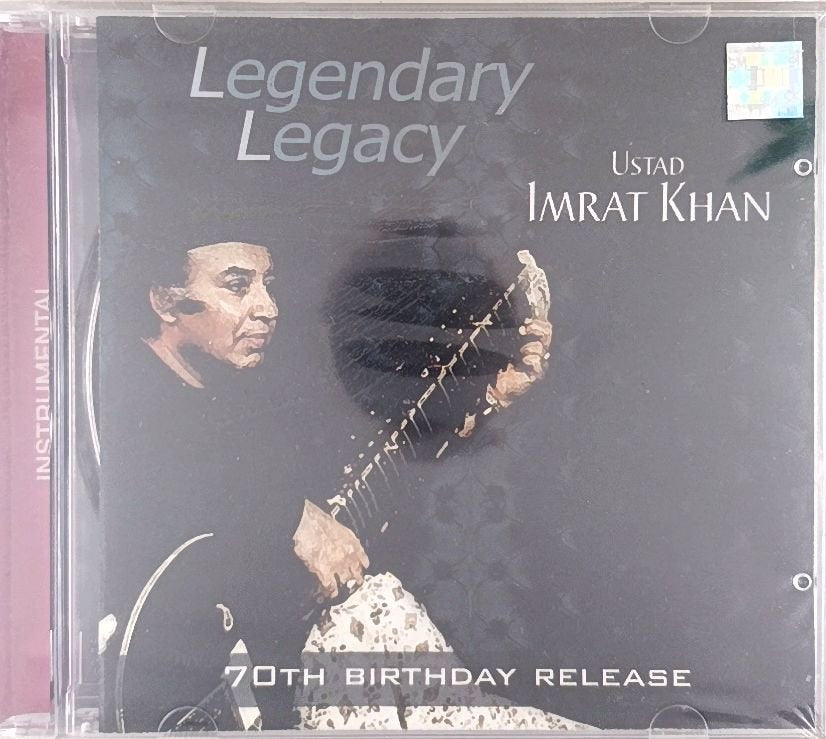 Legendary
Legacy
USTAD
IMRAT KHAN
INSTRUMENTAL
70TH BIRTHDAY RELEASE